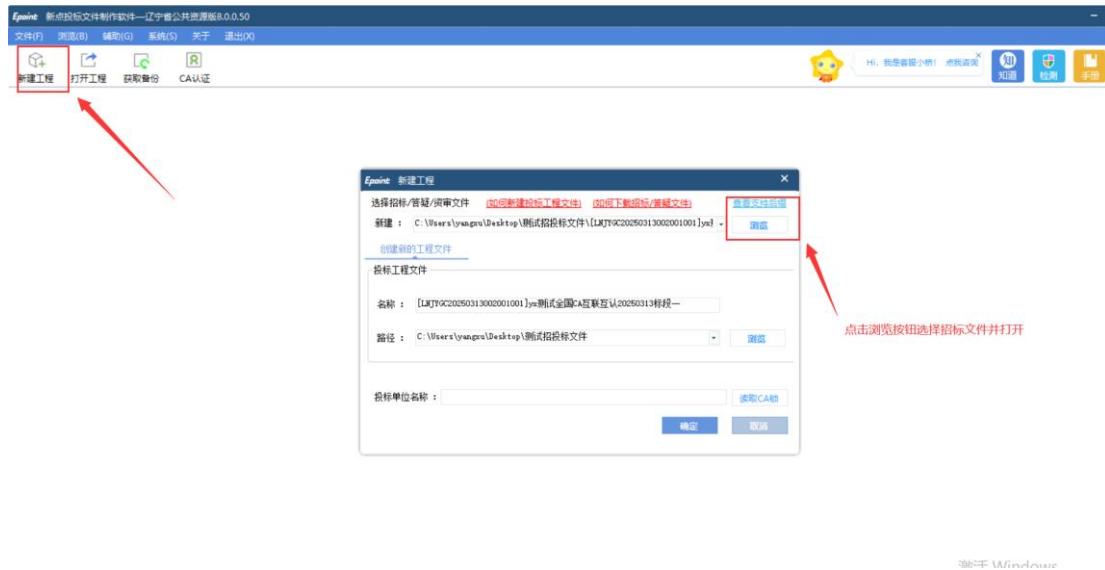 Epoint 新点投标文件制作软件—辽宁省公共资源版8.0.0.50
文件(F) 浏览(B) 辅助(G) 系统(S) 关于 退出(X)
新建工程 打开工程 获取备份 CA认证
Hi，我是客服小桥！ 点我咨询
知道 检测 手册
Epoint 新建工程
选择招标/答疑/资审文件 (如何新建投标工程文件) (如何下载招标/答疑文件) 查看支持后缀
新建： C:\Users\yangxu\Desktop\测试招投标文件\[LNJYGC20250313002001001]yx测 浏览
创建新的工程文件
投标工程文件
名称： [LNJYGC20250313002001001]yx测试全国CA互联互认20250313标段一
路径： C:\Users\yangxu\Desktop\测试招投标文件 浏览
点击浏览按钮选择招标文件并打开
投标单位名称： 读取CA锁
确定 取消
激活 Windows